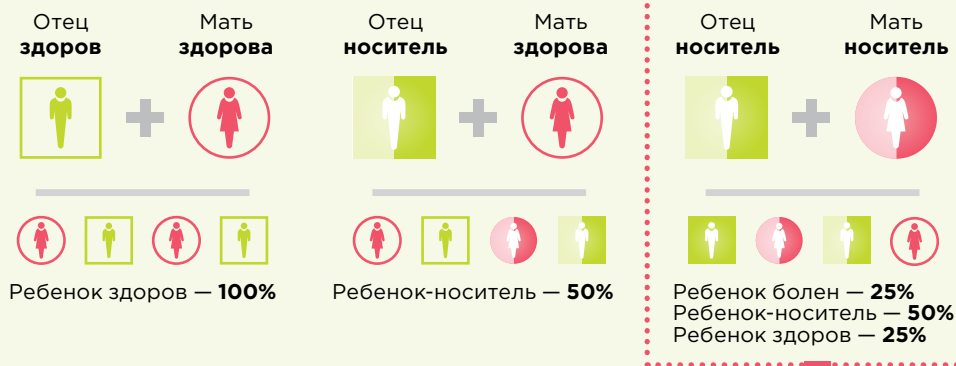 Отец
здоров
Мать
здорова
Ребенок здоров — 100%
Отец
носитель
Мать
здорова
Ребенок-носитель — 50%
Отец
носитель
Мать
носитель
Ребенок болен — 25%
Ребенок-носитель — 50%
Ребенок здоров — 25%